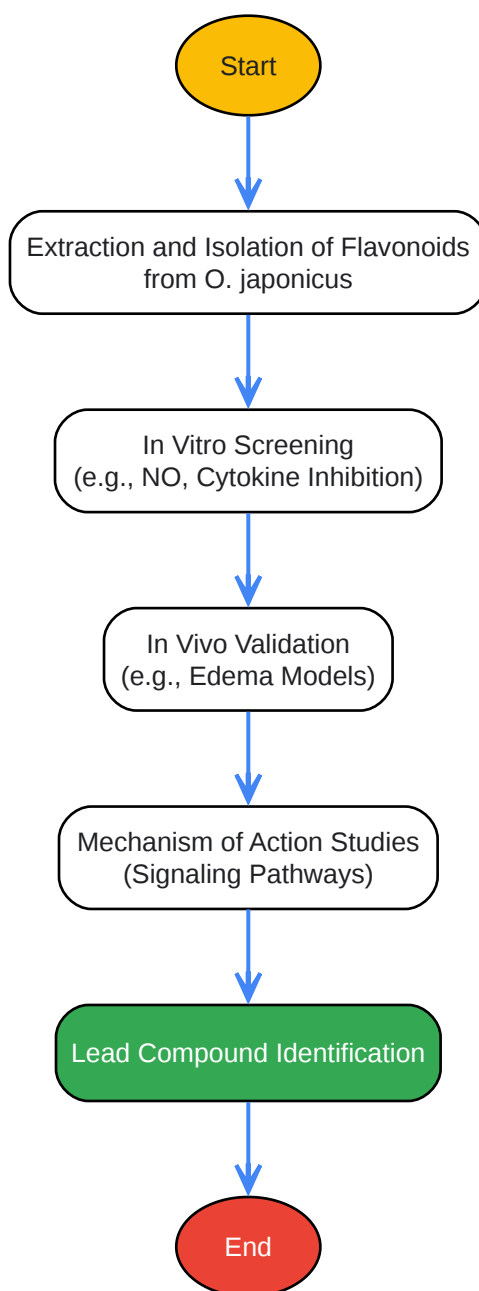 Start
Extraction and Isolation of Flavonoids
from O. japonicus
In Vitro Screening
(e.g., NO, Cytokine Inhibition)
In Vivo Validation
(e.g., Edema Models)
Mechanism of Action Studies
(Signaling Pathways)
Lead Compound Identification
End